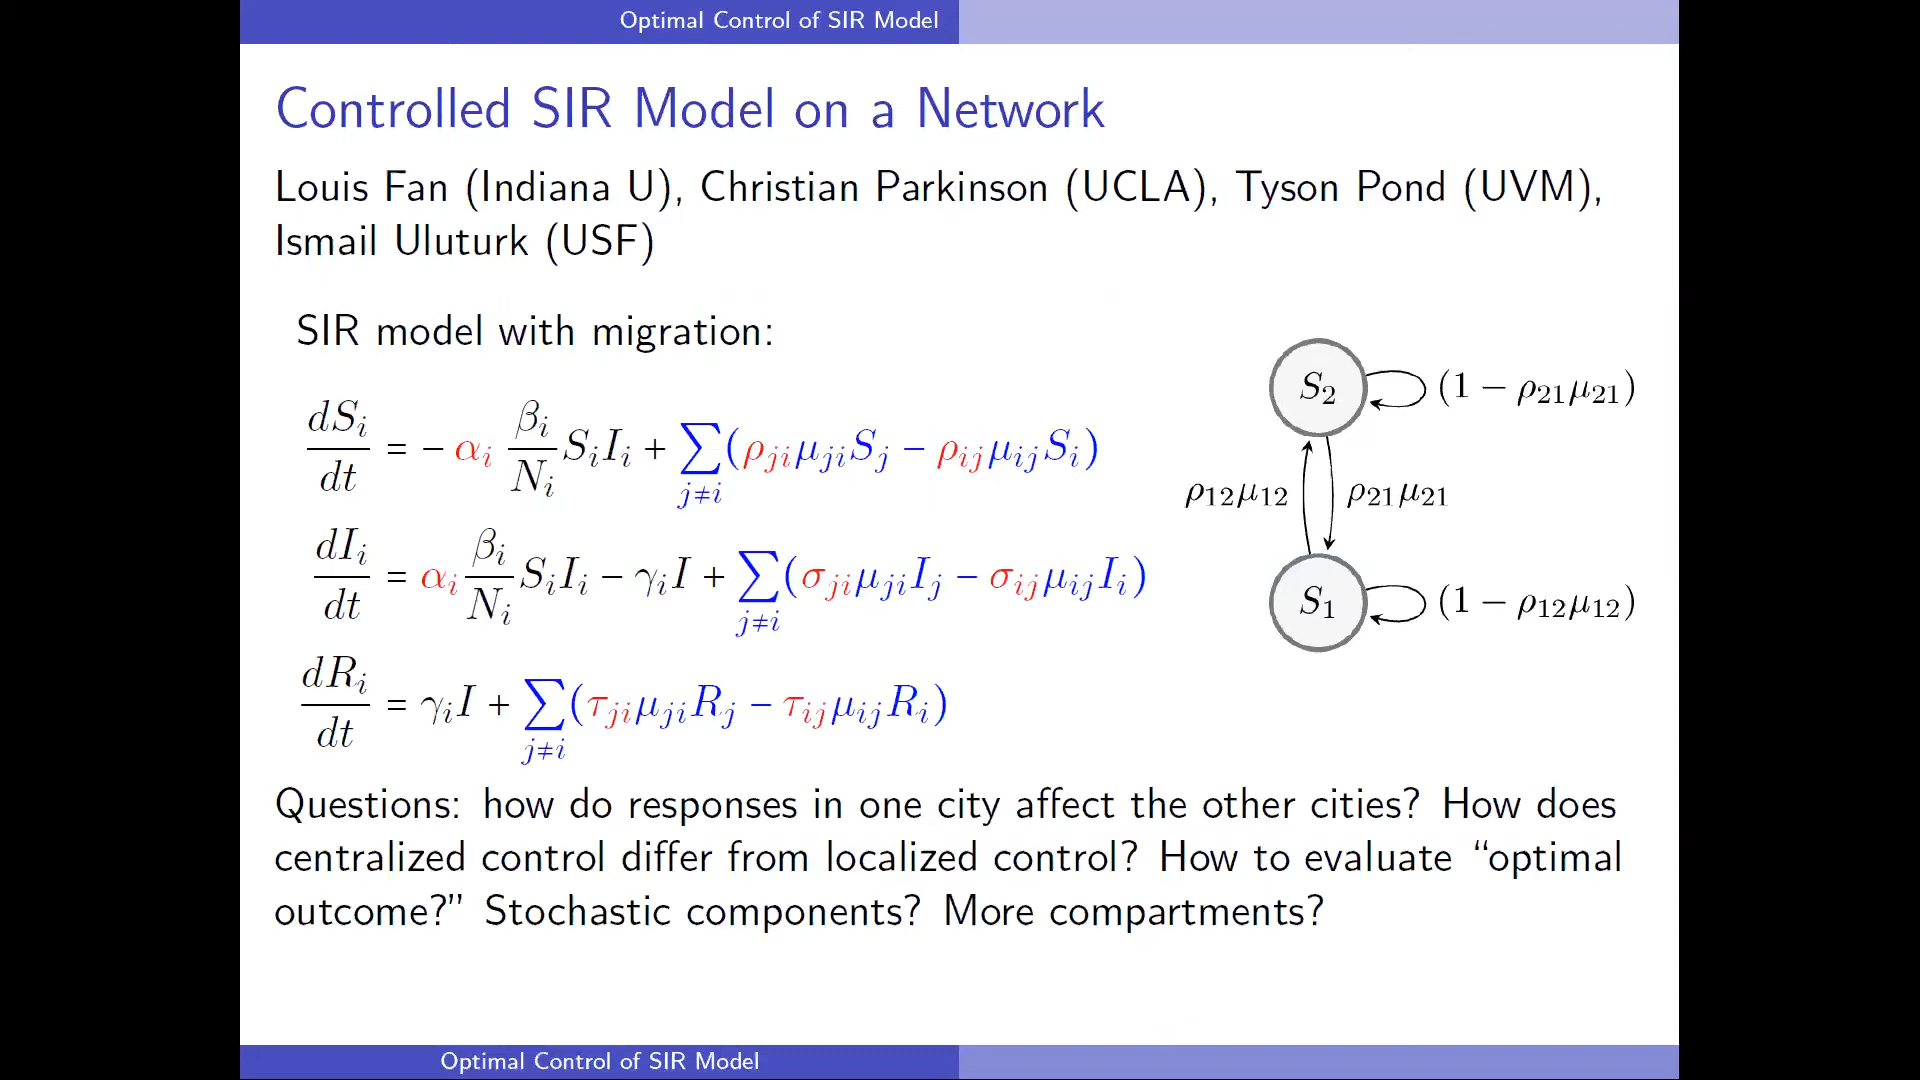 Optimal Control of SIR Model
Controlled SIR Model on a Network
Louis Fan (Indiana U), Christian Parkinson (UCLA), Tyson Pond (UVM),
Ismail Uluturk (USF)
SIR model with migration:
dS_i/dt = − α_i β_i/N_i S_i I_i + ∑_{j≠i} (ρ_{ji} μ_{ji} S_j − ρ_{ij} μ_{ij} S_i)
dI_i/dt = α_i β_i/N_i S_i I_i − γ_i I + ∑_{j≠i} (σ_{ji} μ_{ji} I_j − σ_{ij} μ_{ij} I_i)
dR_i/dt = γ_i I + ∑_{j≠i} (τ_{ji} μ_{ji} R_j − τ_{ij} μ_{ij} R_i)
S_2 (1 − ρ_{21} μ_{21})
ρ_{12} μ_{12} ρ_{21} μ_{21}
S_1 (1 − ρ_{12} μ_{12})
Questions: how do responses in one city affect the other cities? How does
centralized control differ from localized control? How to evaluate “optimal
outcome?” Stochastic components? More compartments?
Optimal Control of SIR Model